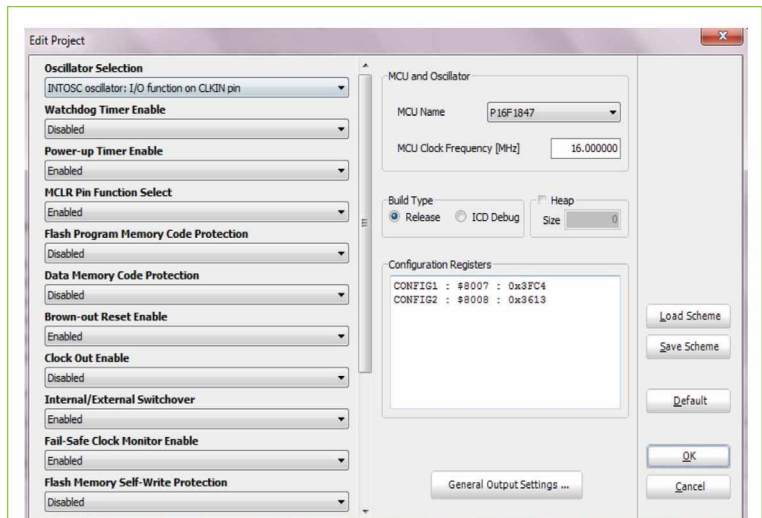 Edit Project
Oscillator Selection
INTOSC oscillator: I/O function on CLKIN pin
Watchdog Timer Enable
Disabled
Power-up Timer Enable
Enabled
MCLR Pin Function Select
Enabled
Flash Program Memory Code Protection
Disabled
Data Memory Code Protection
Disabled
Brown-out Reset Enable
Enabled
Clock Out Enable
Disabled
Internal/External Switchover
Enabled
Fail-Safe Clock Monitor Enable
Enabled
Flash Memory Self-Write Protection
Disabled
MCU and Oscillator
MCU Name P16F1847
MCU Clock Frequency [MHz] 16.000000
Build Type
Release ICD Debug
Heap
Size 0
Configuration Registers
CONFIG1 : $8007 : 0x3FC4
CONFIG2 : $8008 : 0x3613
General Output Settings ...
Load Scheme
Save Scheme
Default
OK
Cancel